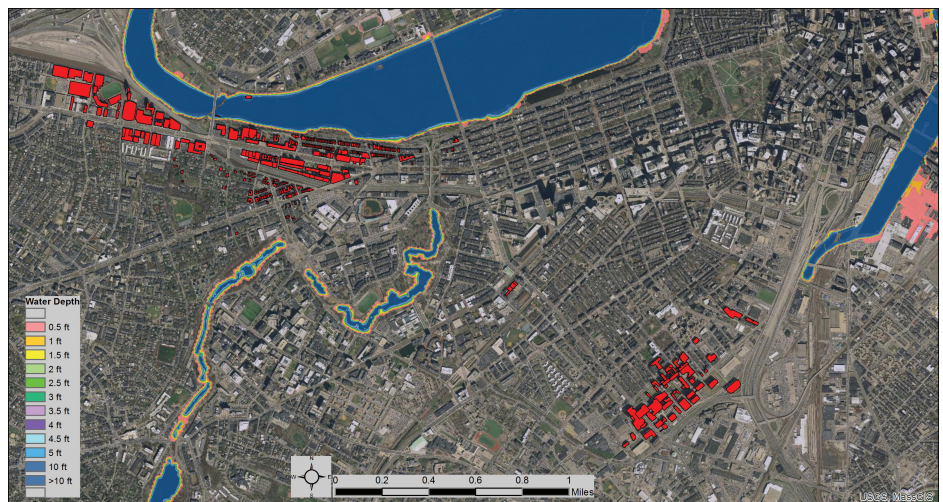 Water Depth
0.5 ft
1 ft
1.5 ft
2 ft
2.5 ft
3 ft
3.5 ft
4 ft
4.5 ft
5 ft
10 ft
>10 ft
N
W E
S
0 0.2 0.4 0.6 0.8 1
Miles
USGS, MassGIS